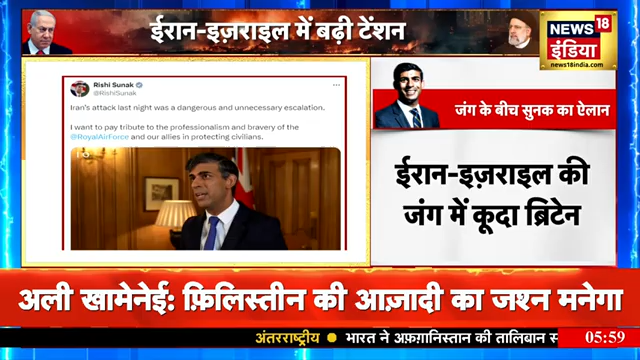 ईरान-इज़राइल में बढ़ी टेंशन
NEWS 18
इंडिया
news18india.com
Rishi Sunak
@RishiSunak
Iran's attack last night was a dangerous and unnecessary escalation.
I want to pay tribute to the professionalism and bravery of the
@RoyalAirForce and our allies in protecting civilians.
जंग के बीच सुनक का ऐलान
ईरान-इज़राइल की
जंग में कूदा ब्रिटेन
अली खामेनेई: फ़िलिस्तीन की आज़ादी का जश्न मनेगा
अंतरराष्ट्रीय • भारत ने अफ़ग़ानिस्तान की तालिबान स
05:59